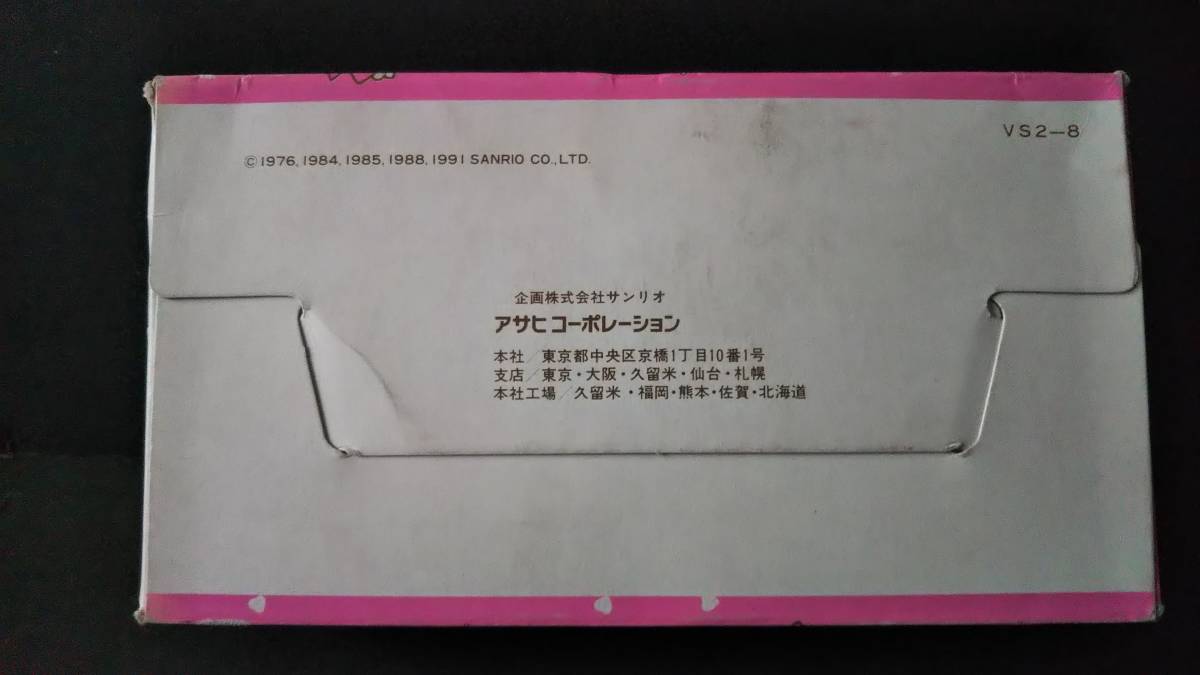 VS2-8
©1976, 1984, 1985, 1988, 1991 SANRIO CO.,LTD.
企画株式会社サンリオ
アサヒコーポレーション
本社/東京都中央区京橋1丁目10番1号
支店/東京・大阪・久留米・仙台・札幌
本社工場/久留米・福岡・熊本・佐賀・北海道